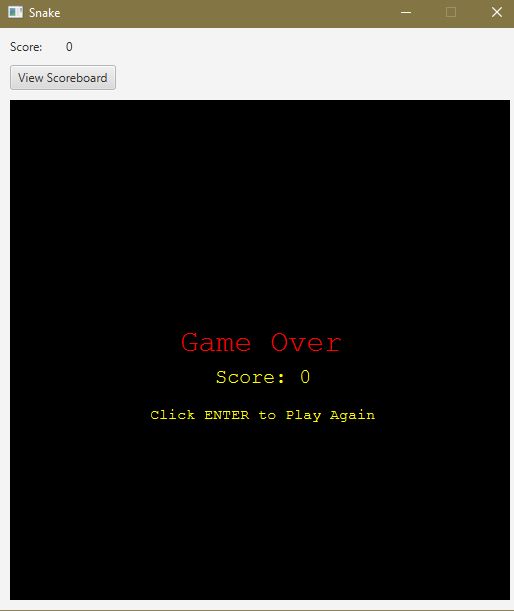 Snake
Score: 0
View Scoreboard
Game Over
Score: 0
Click ENTER to Play Again